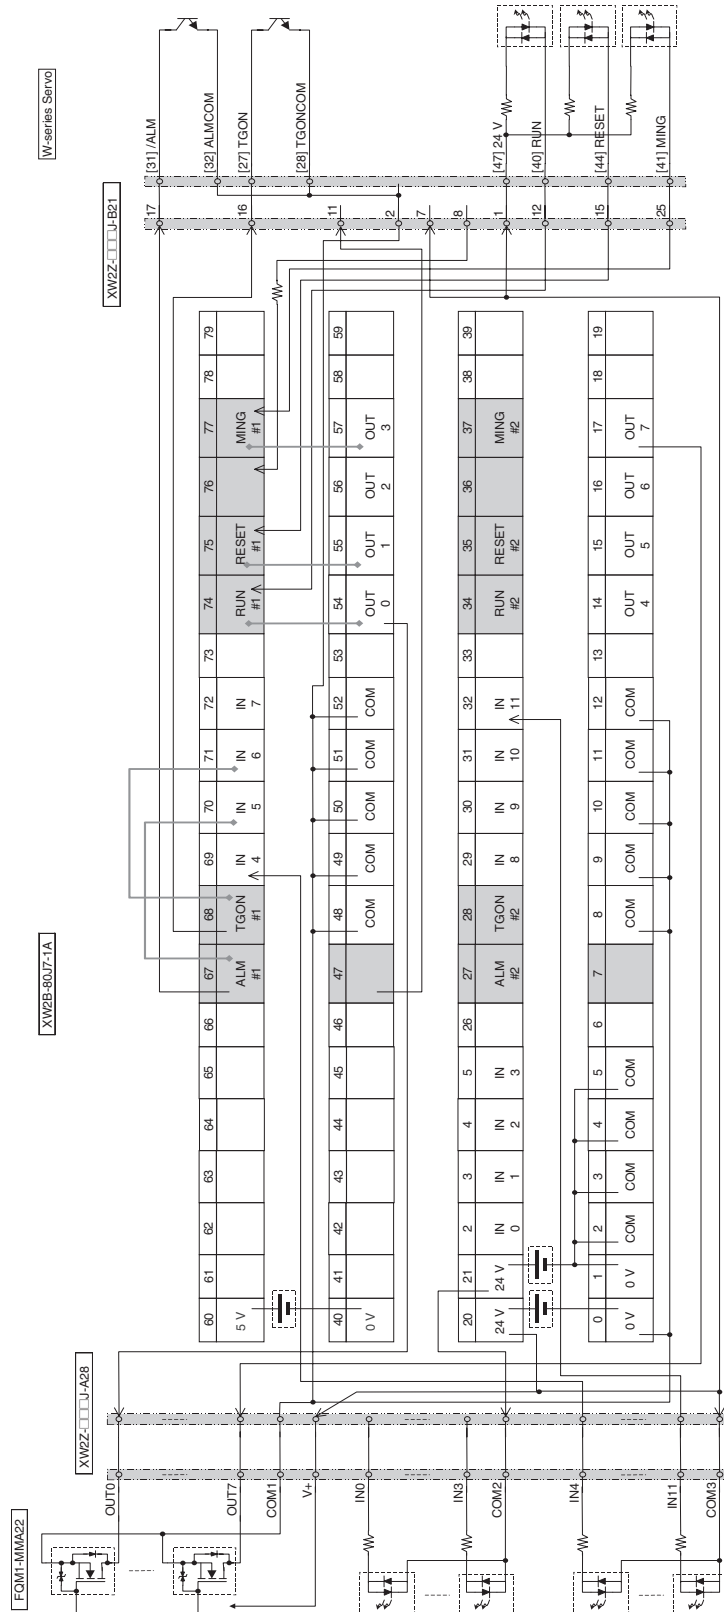 FQM1-MMA22
XW2Z-□□□J-A28
XW2B-80J7-1A
XW2Z-□□□J-B21
W-series Servo
OUT0
OUT7
COM1
V+
IN0
IN3
COM2
IN4
IN11
COM3
60 61 62 63 64 65 66 67 68 69 70 71 72 73 74 75 76 77 78 79
5 V ALM #1 TGON #1 IN 4 IN 5 IN 6 IN 7 RUN #1 RESET #1 MING #1
40 41 42 43 44 45 46 47 48 49 50 51 52 53 54 55 56 57 58 59
0 V COM COM COM COM COM OUT 0 OUT 1 OUT 2 OUT 3
20 21 2 3 4 5 26 27 28 29 30 31 32 33 34 35 36 37 38 39
24 V 24 V IN 0 IN 1 IN 2 IN 3 ALM #2 TGON #2 IN 8 IN 9 IN 10 IN 11 RUN #2 RESET #2 MING #2
0 1 2 3 4 5 6 7 8 9 10 11 12 13 14 15 16 17 18 19
0 V 0 V COM COM COM COM COM COM COM COM COM OUT 4 OUT 5 OUT 6 OUT 7
17
16
11
2
7
8
1
12
15
25
[31] /ALM
[32] ALMCOM
[27] TGON
[28] TGONCOM
[47] 24 V
[40] RUN
[44] RESET
[41] MING